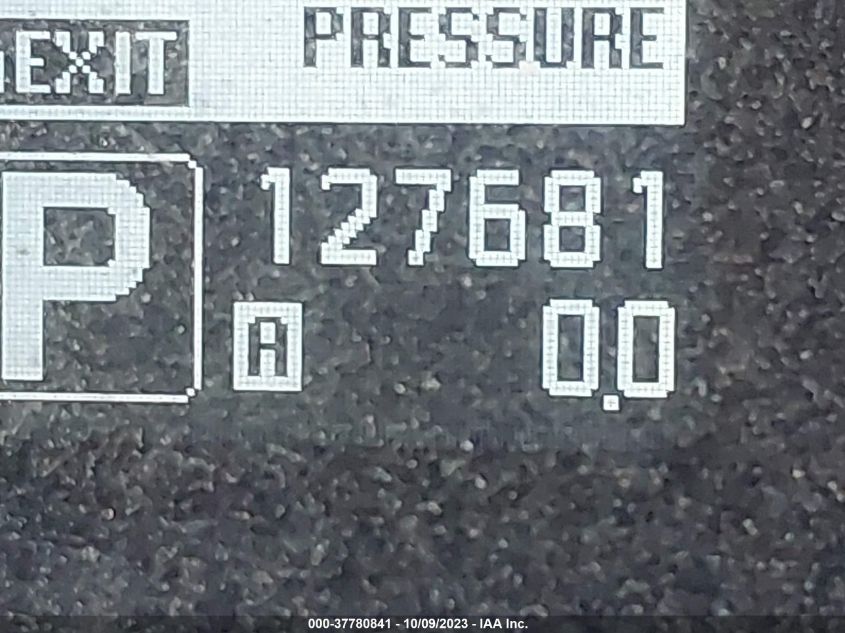 PRESSURE
EXIT
P
127681
A 0.0
000-37780841 - 10/09/2023 - IAA Inc.